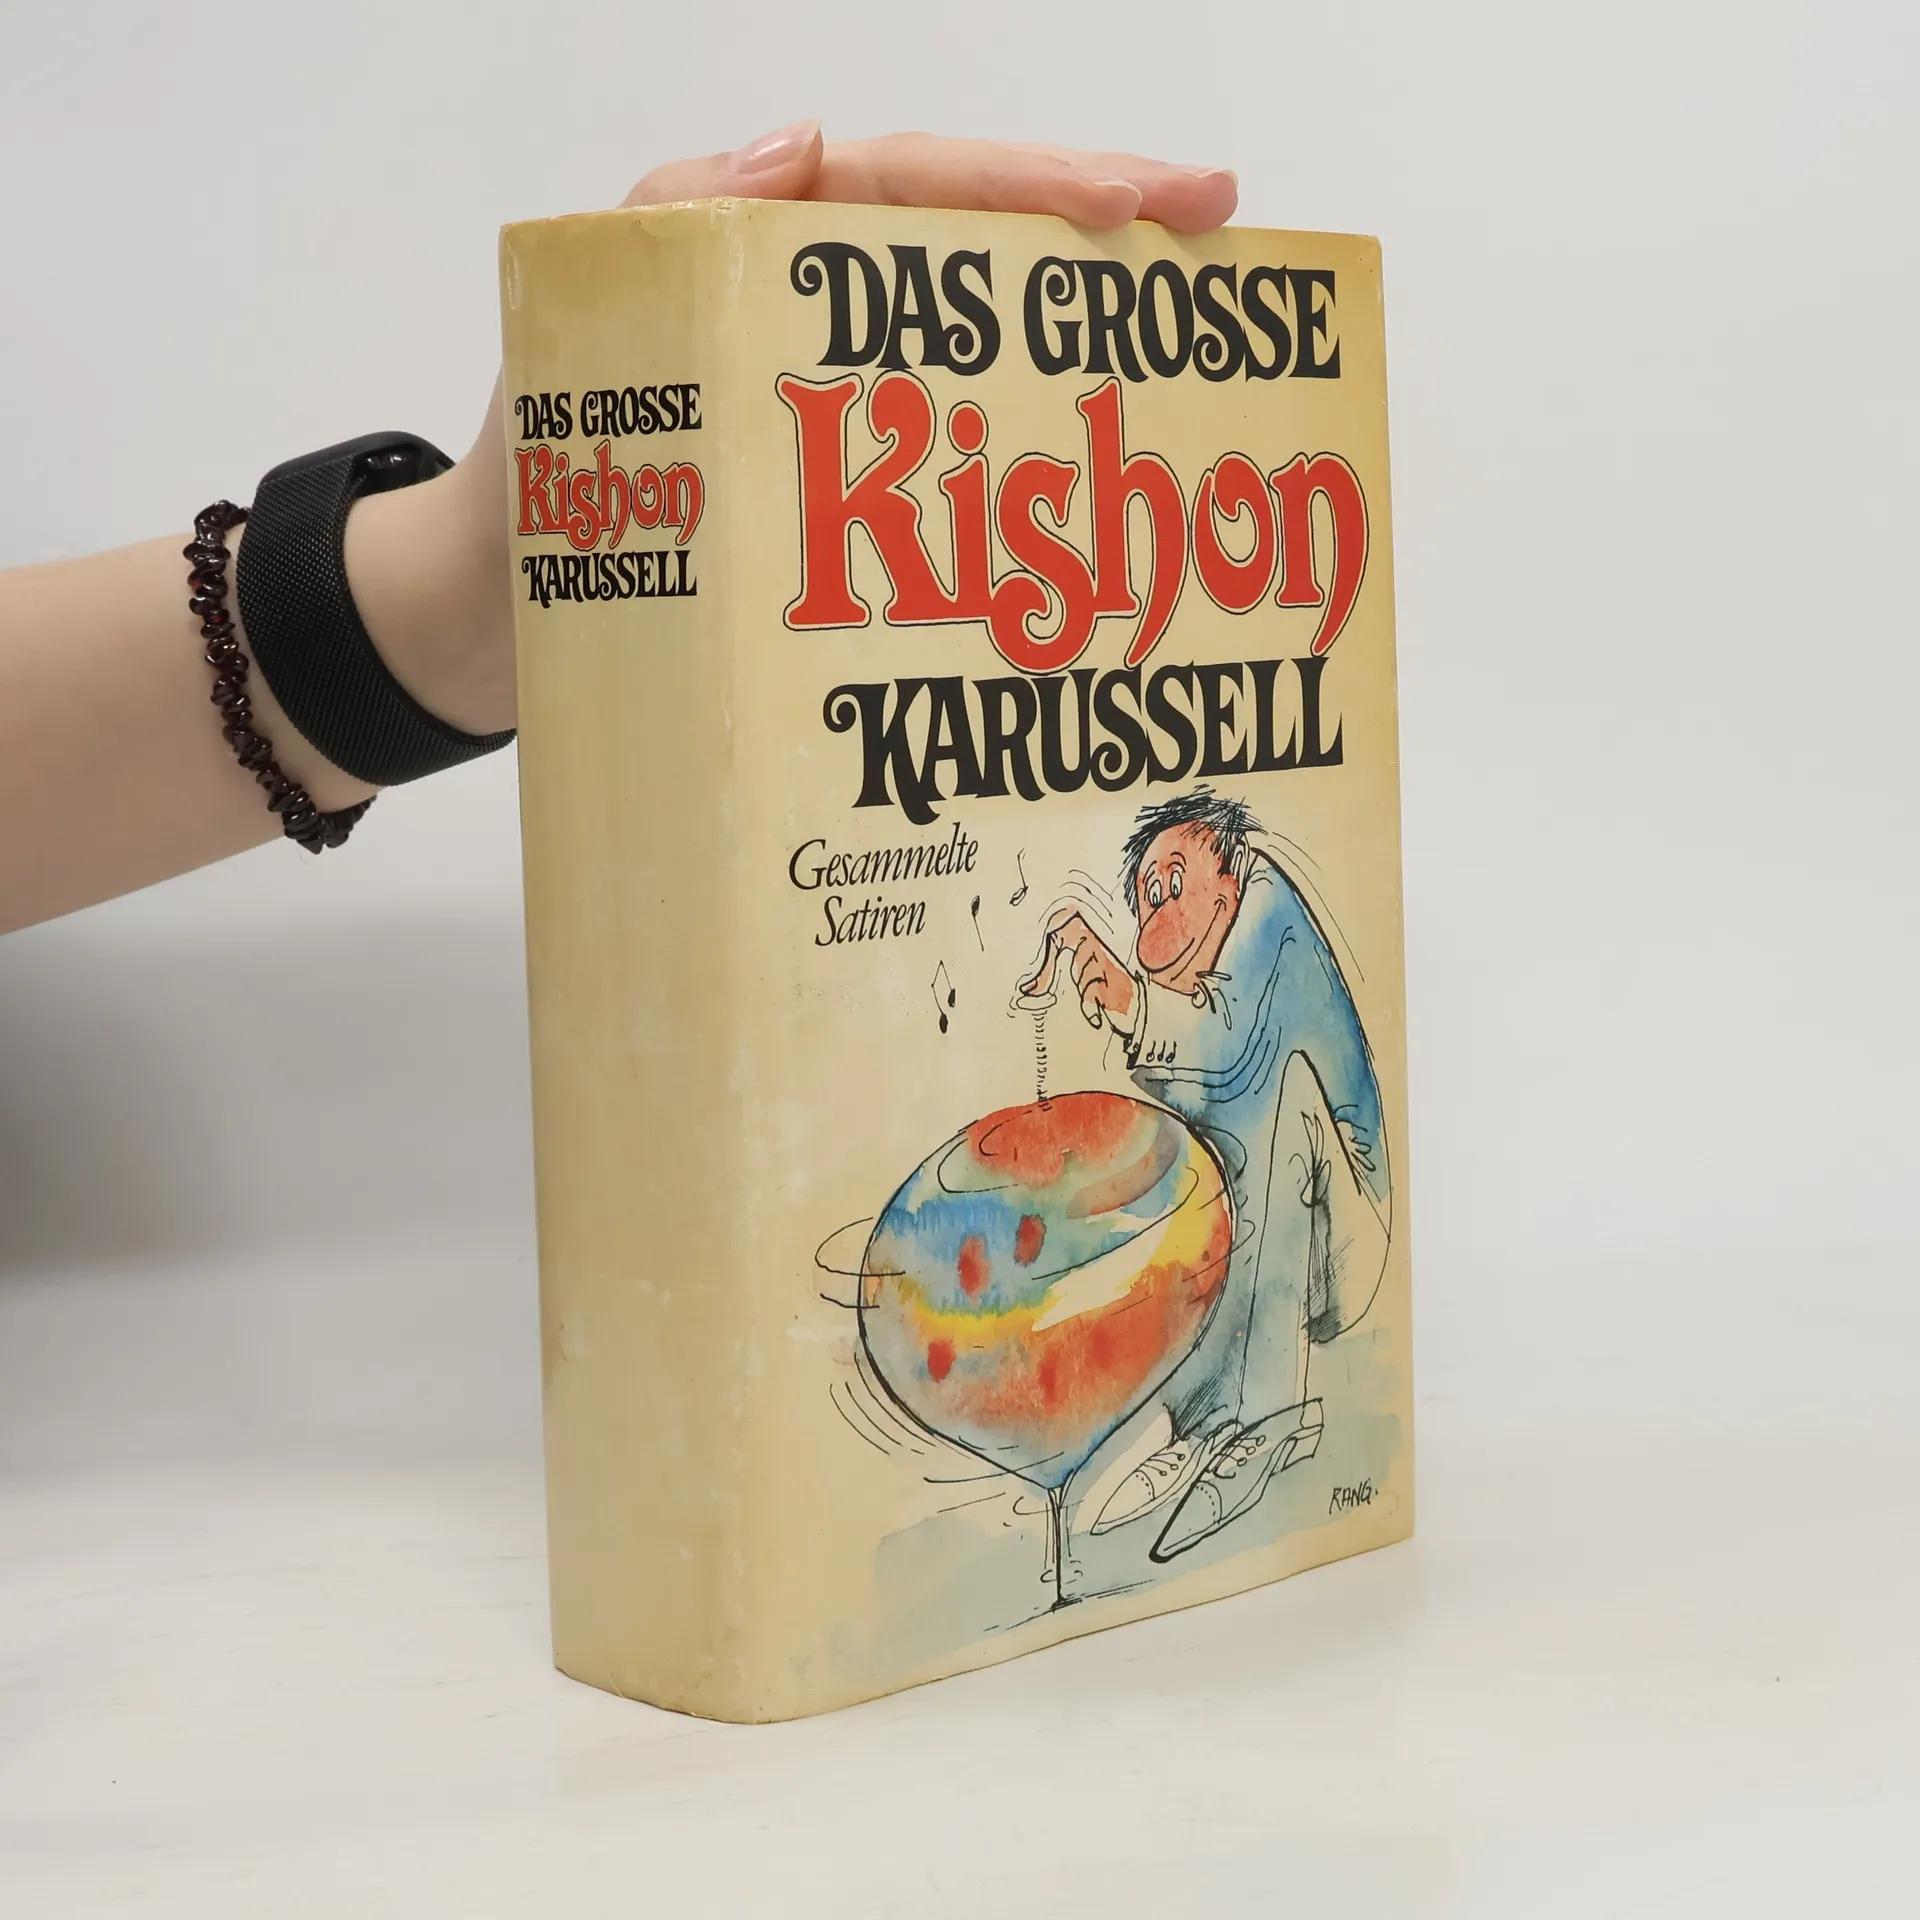 DAS GROSSE
Kishon
KARUSSELL
DAS GROSSE
Kishon
KARUSSELL
Gesammelte
Satiren
RANG.